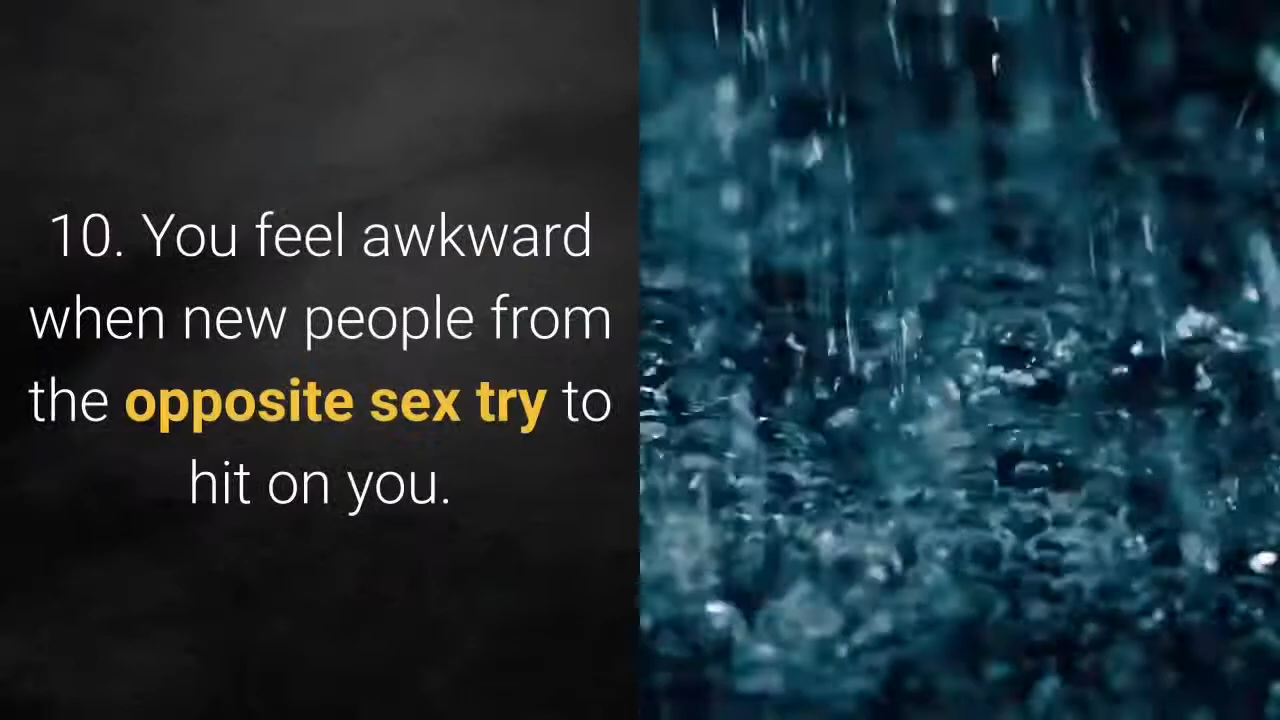 10. You feel awkward
when new people from
the opposite sex try to
hit on you.